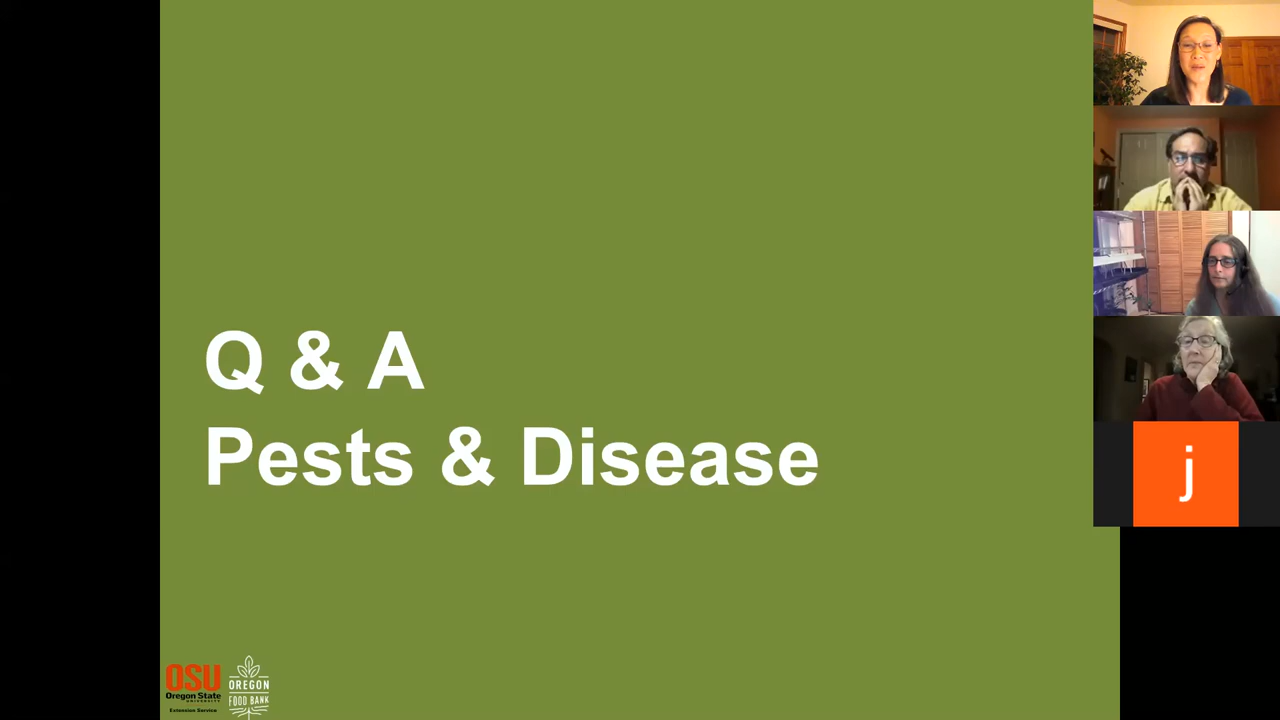 Q & A
Pests & Disease
j
OSU
Oregon State
UNIVERSITY
Extension Service
OREGON
FOOD BANK